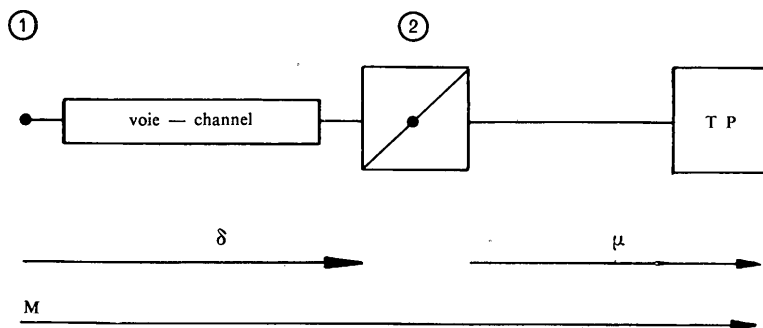 1 2
voie — channel
T P
δ μ
M